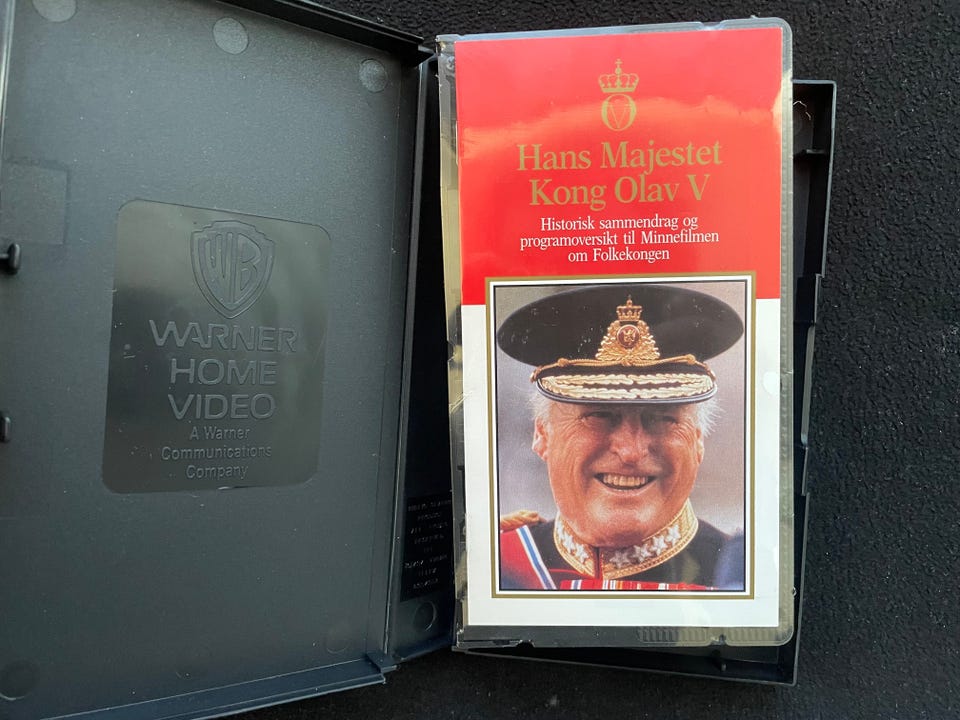 WB
WARNER
HOME
VIDEO
A Warner
Communications
Company
Hans Majestet
Kong Olav V
Historisk sammendrag og
programoversikt til Minnefilmen
om Folkekongen